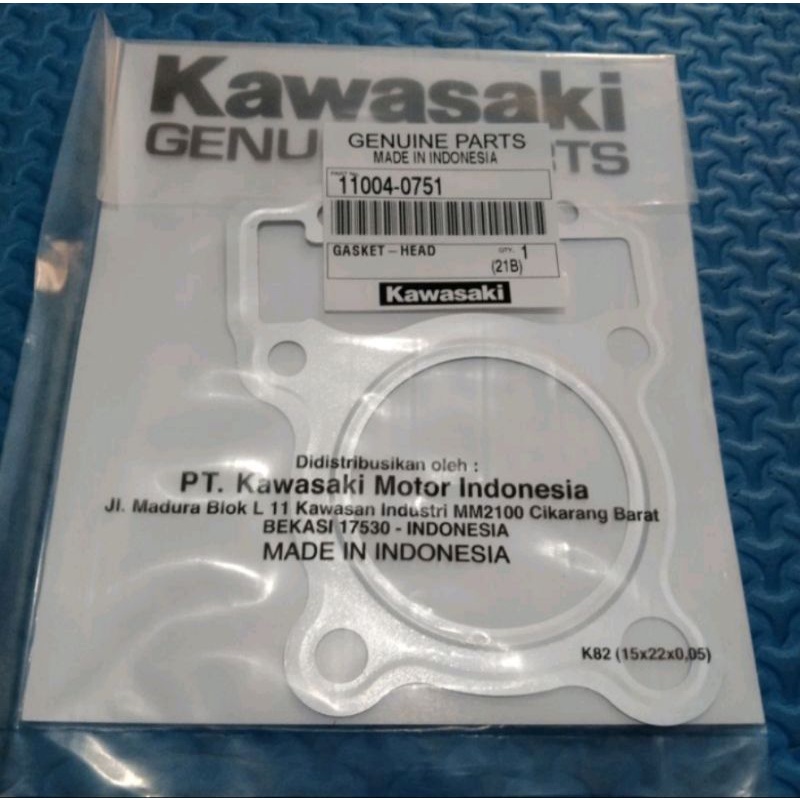 Kawasaki
GENU RTS
GENUINE PARTS
MADE IN INDONESIA
11004-0751
GASKET-HEAD QTY. 1
(21B)
Kawasaki
Didistribusikan oleh :
PT. Kawasaki Motor Indonesia
Jl. Madura Blok L 11 Kawasan Industri MM2100 Cikarang Barat
BEKASI 17530 - INDONESIA
MADE IN INDONESIA
K82 (15x22x0,05)